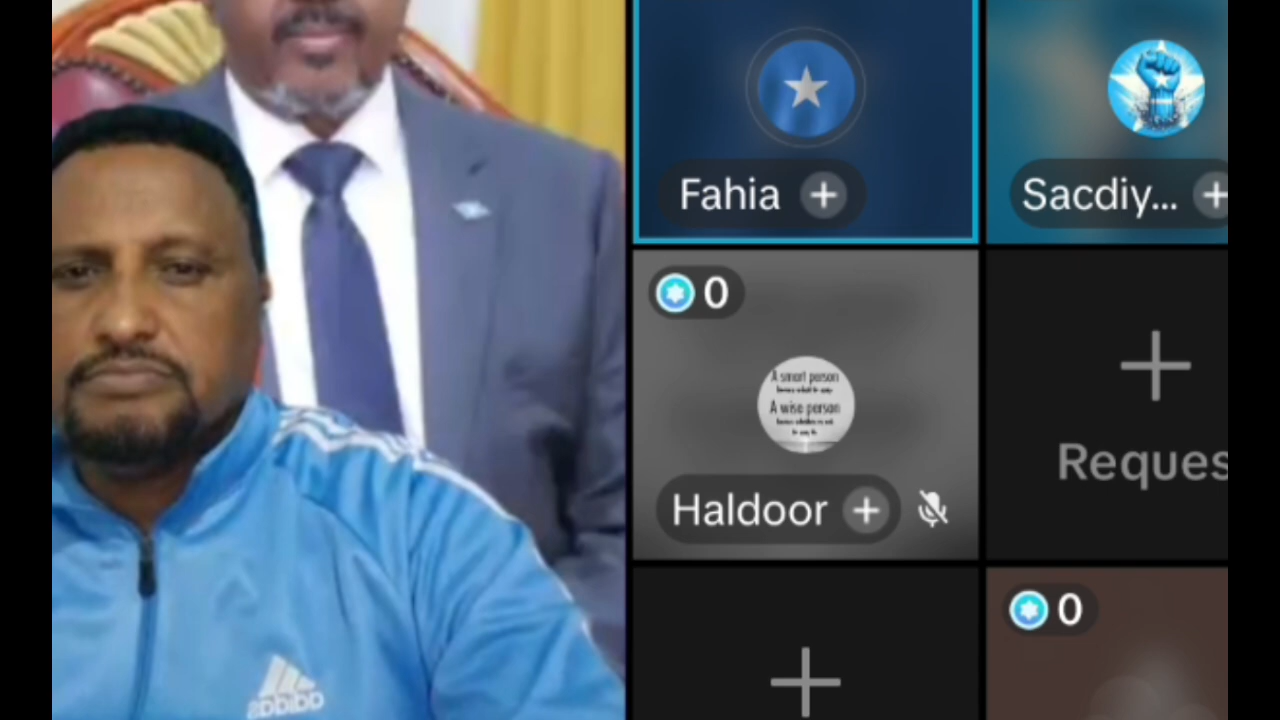 Fahia
Sacdiy...
0
A smart person
A wise person
Haldoor
Reques
0
adidas